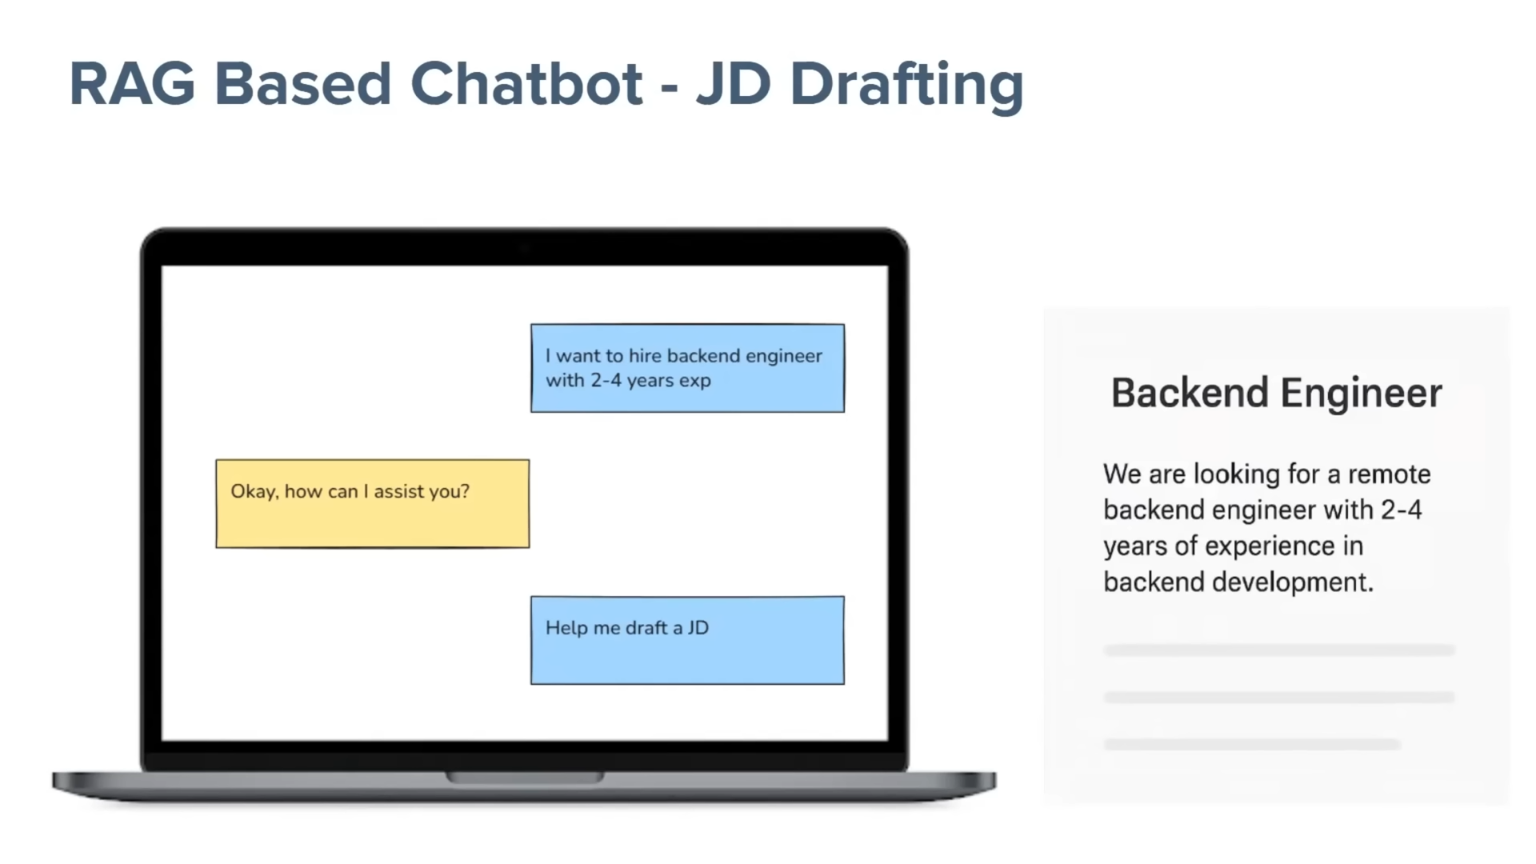 RAG Based Chatbot - JD Drafting
I want to hire backend engineer
with 2-4 years exp
Okay, how can I assist you?
Help me draft a JD
Backend Engineer
We are looking for a remote
backend engineer with 2-4
years of experience in
backend development.